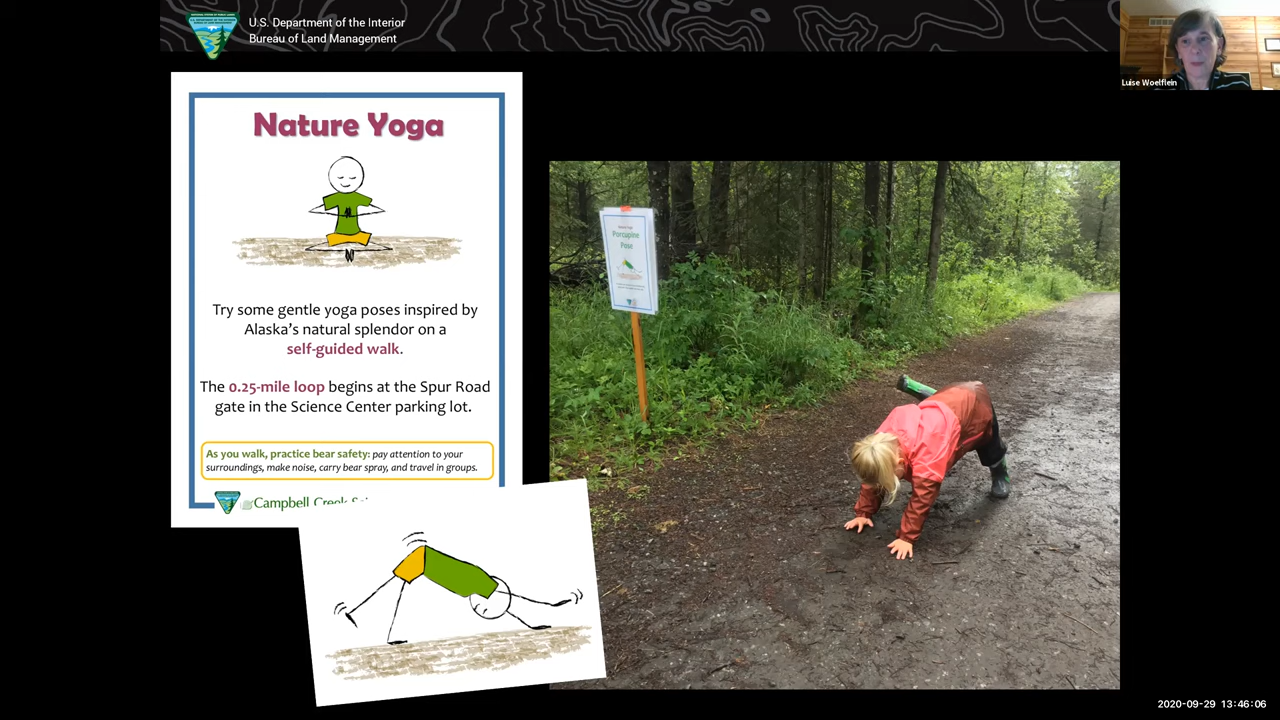 U.S. Department of the Interior
Bureau of Land Management
Luise Woelflein
Nature Yoga
Try some gentle yoga poses inspired by
Alaska's natural splendor on a
self-guided walk.
The 0.25-mile loop begins at the Spur Road
gate in the Science Center parking lot.
As you walk, practice bear safety: pay attention to your
surroundings, make noise, carry bear spray, and travel in groups.
Campbell Creek
Porcupine
Pose
2020-09-29 13:46:06